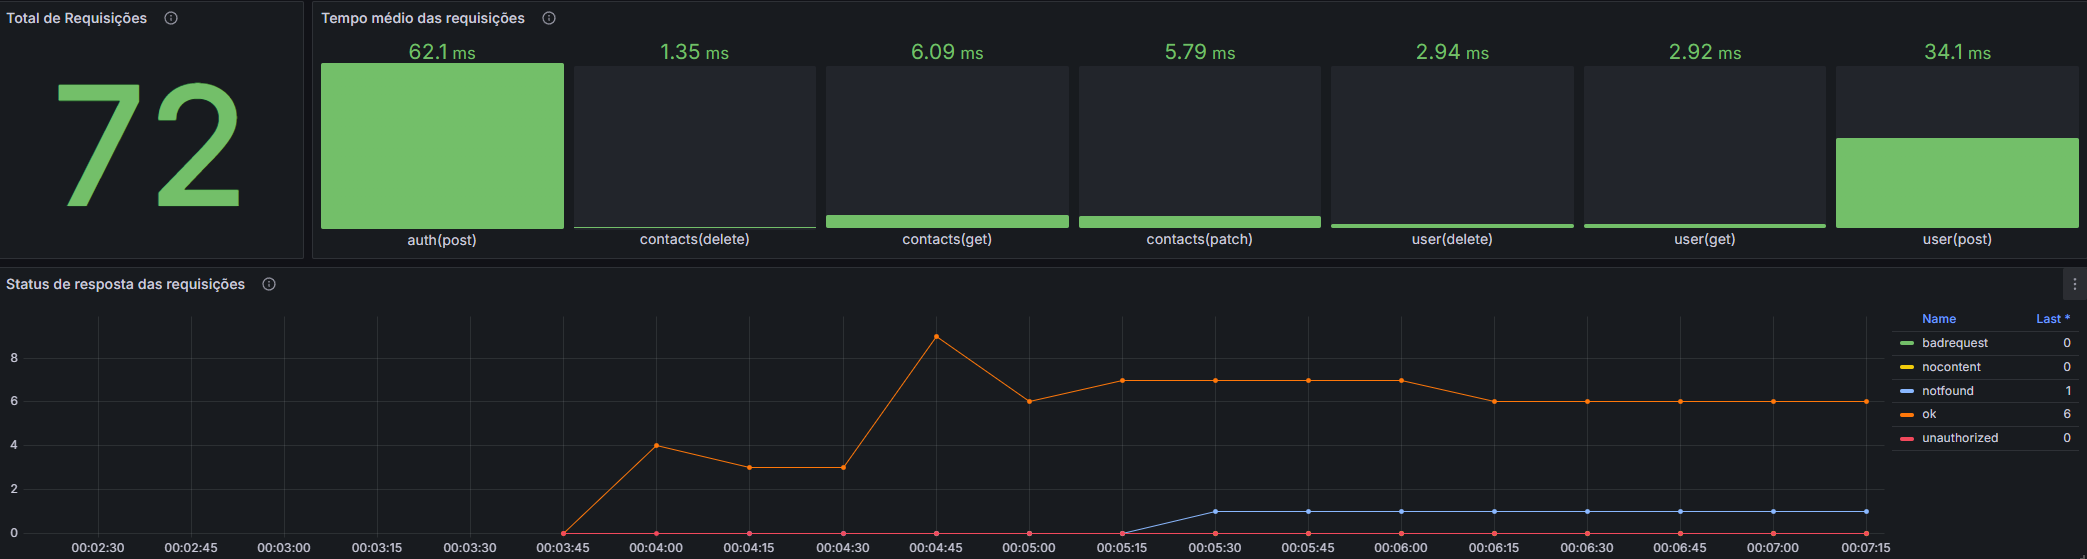 Total de Requisições
72
Tempo médio das requisições
62.1 ms
1.35 ms
6.09 ms
5.79 ms
2.94 ms
2.92 ms
34.1 ms
auth(post)
contacts(delete)
contacts(get)
contacts(patch)
user(delete)
user(get)
user(post)
Status de resposta das requisições
8
6
4
2
0
00:02:30
00:02:45
00:03:00
00:03:15
00:03:30
00:03:45
00:04:00
00:04:15
00:04:30
00:04:45
00:05:00
00:05:15
00:05:30
00:05:45
00:06:00
00:06:15
00:06:30
00:06:45
00:07:00
00:07:15
Name Last *
badrequest 0
nocontent 0
notfound 1
ok 6
unauthorized 0